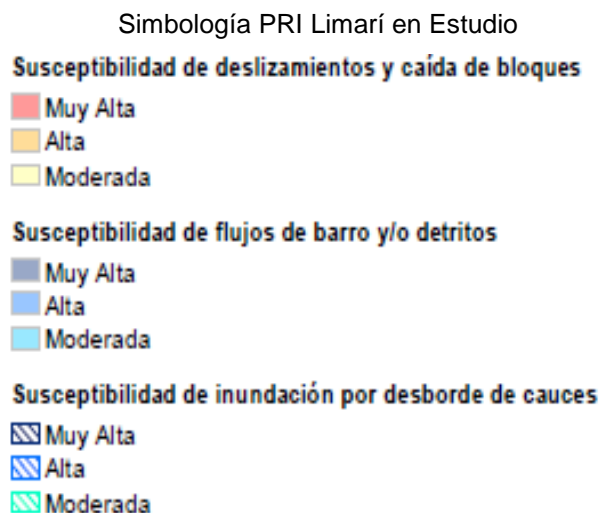 Simbología PRI Limarí en Estudio
Susceptibilidad de deslizamientos y caída de bloques
Muy Alta
Alta
Moderada
Susceptibilidad de flujos de barro y/o detritos
Muy Alta
Alta
Moderada
Susceptibilidad de inundación por desborde de cauces
Muy Alta
Alta
Moderada